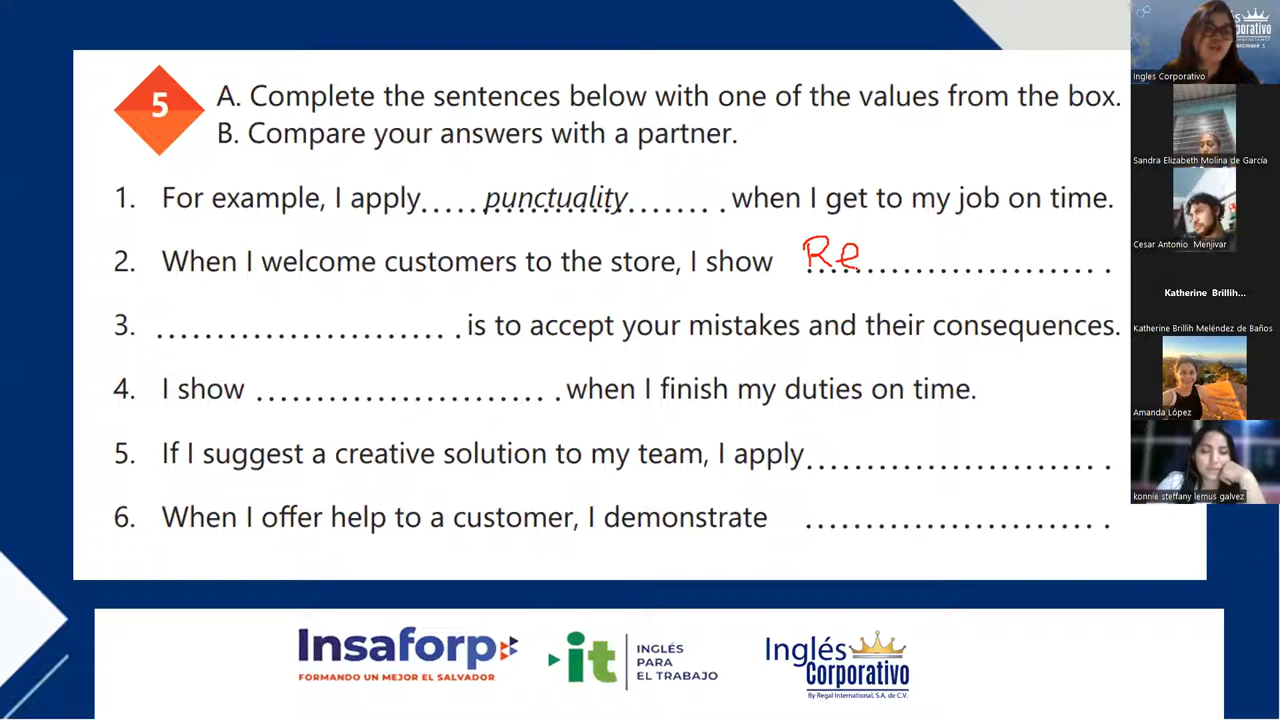 5
A. Complete the sentences below with one of the values from the box.
B. Compare your answers with a partner.
1. For example, I apply......punctuality........when I get to my job on time.
2. When I welcome customers to the store, I show Re........................
3. ........................ is to accept your mistakes and their consequences.
4. I show ........................ when I finish my duties on time.
5. If I suggest a creative solution to my team, I apply........................
6. When I offer help to a customer, I demonstrate ........................
Insaforp
FORMANDO UN MEJOR EL SALVADOR
it
INGLÉS
PARA
EL TRABAJO
Inglés
Corporativo
By Regal International, S.A. de C.V.
Ingles Corporativo
Sandra Elizabeth Molina de García
Cesar Antonio Menjivar
Katherine Brillih...
Katherine Brillih Meléndez de Baños
Amanda López
konnie steffany lemus galvez